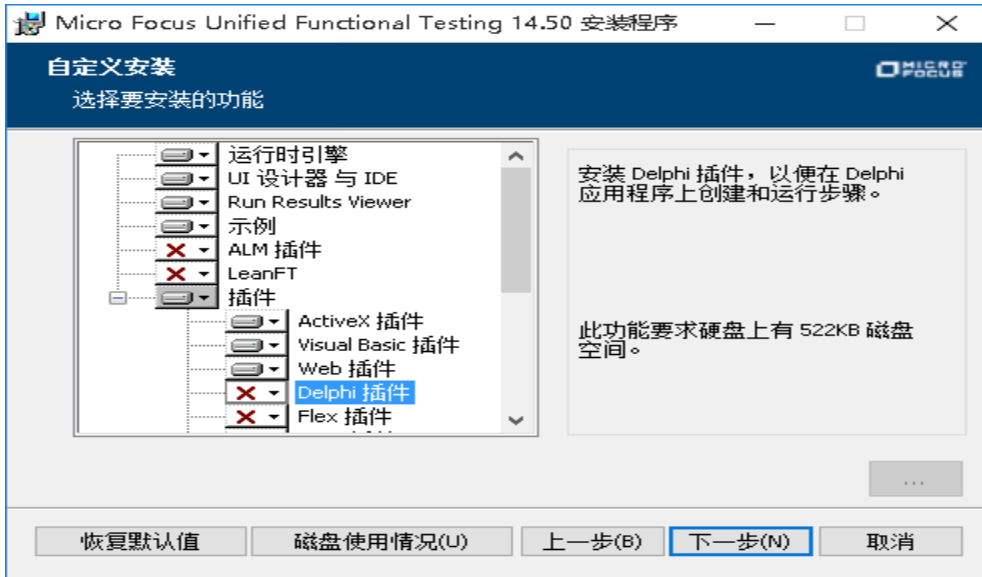 Micro Focus Unified Functional Testing 14.50 安装程序
自定义安装
MICRO
FOCUS
选择要安装的功能
运行时引擎
UI 设计器 与 IDE
Run Results Viewer
示例
ALM 插件
LeanFT
插件
ActiveX 插件
Visual Basic 插件
Web 插件
Delphi 插件
Flex 插件
安装 Delphi 插件，以便在 Delphi
应用程序上创建和运行步骤。
此功能要求硬盘上有 522KB 磁盘
空间。
...
恢复默认值
磁盘使用情况(U)
上一步(B)
下一步(N)
取消